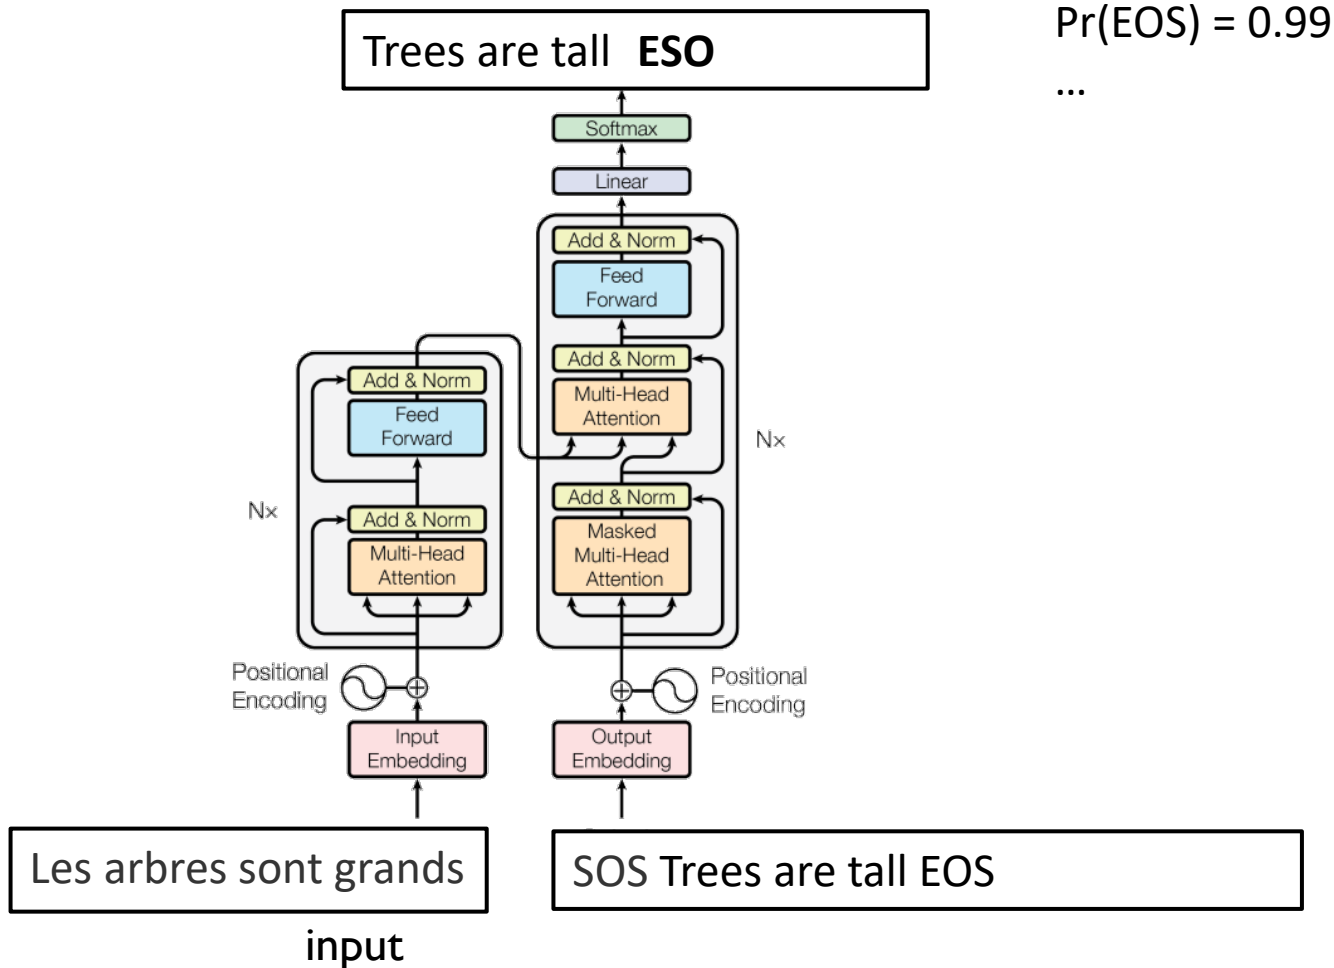 Pr(EOS) = 0.99
...
Trees are tall ESO
Softmax
Linear
Add & Norm
Feed
Forward
Add & Norm
Multi-Head
Attention
Nx
Add & Norm
Masked
Multi-Head
Attention
Add & Norm
Feed
Forward
Nx
Add & Norm
Multi-Head
Attention
Positional
Encoding
Positional
Encoding
Input
Embedding
Output
Embedding
Les arbres sont grands
SOS Trees are tall EOS
input